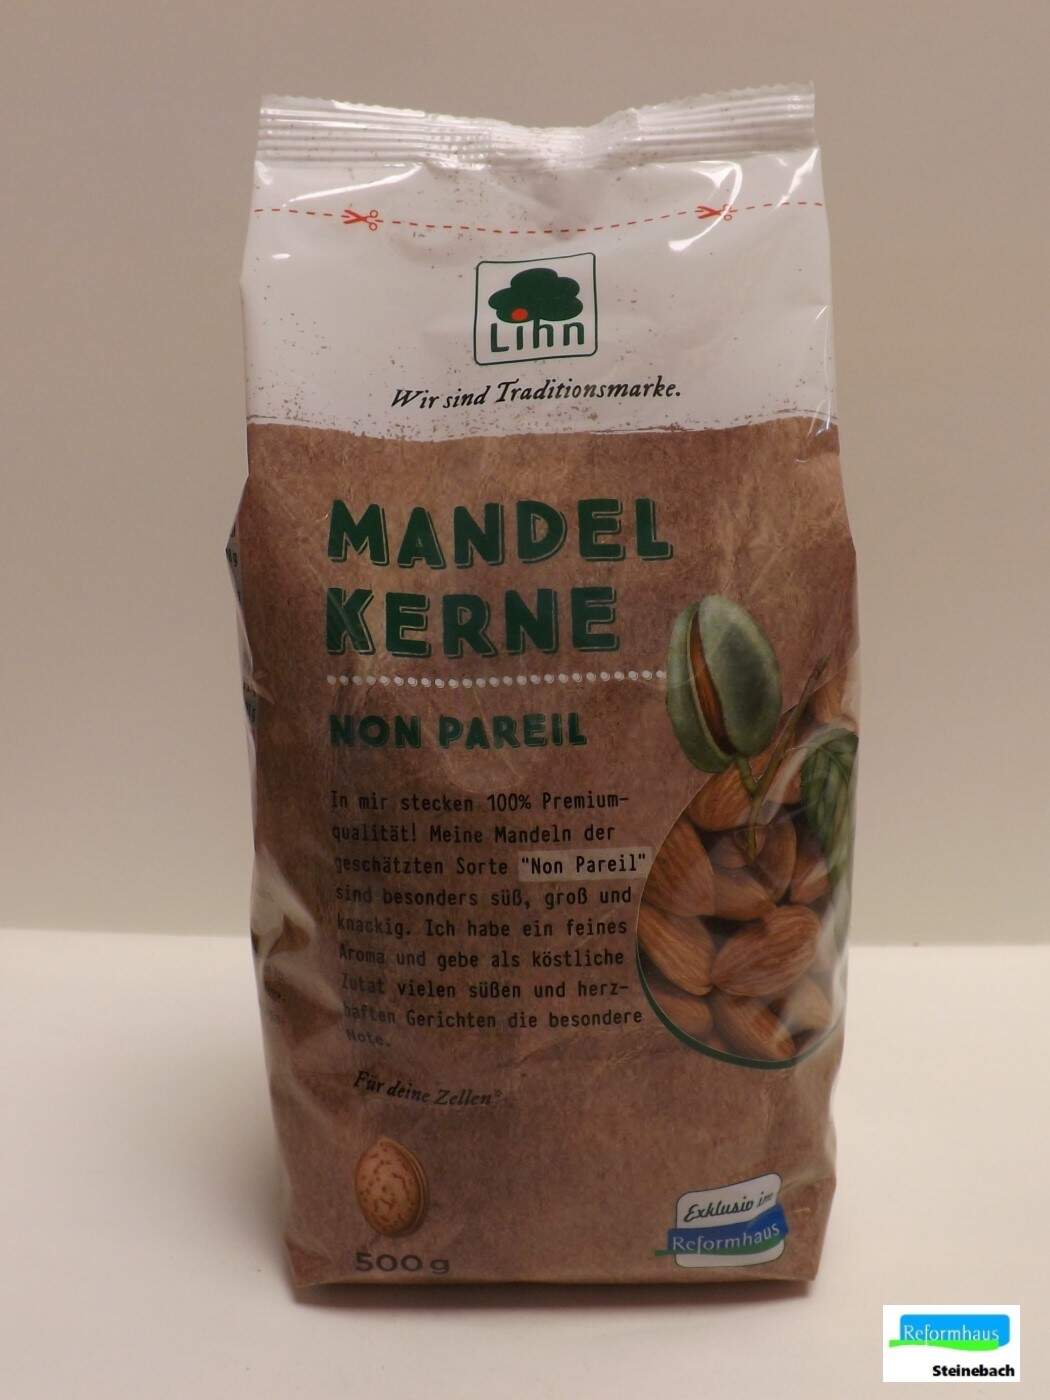 Lihn
Wir sind Traditionsmarke.
MANDEL
KERNE
NON PAREIL
In mir stecken 100% Premium-
qualität! Meine Mandeln der
geschätzten Sorte "Non Pareil"
sind besonders süß, groß und
knackig. Ich habe ein feines
Aroma und gebe als köstliche
Zutat vielen süßen und herz-
haften Gerichten die besondere
Note.
Für deine Zellen*
500g
Exklusiv im
Reformhaus
Reformhaus
Steinebach